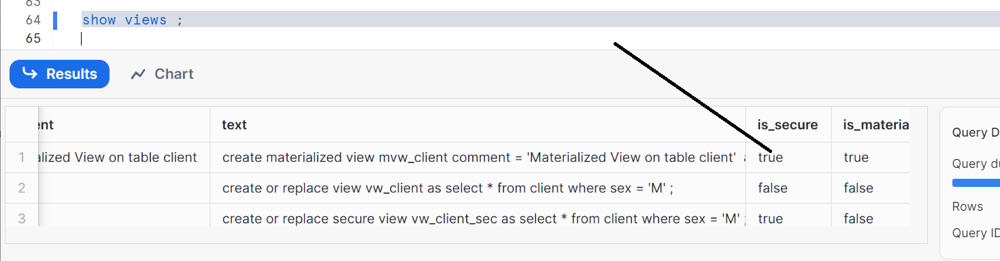 63
64 show views ;
65
Results Chart
ent text is_secure is_materia
1 alized View on table client create materialized view mvw_client comment = 'Materialized View on table client' true true
2 create or replace view vw_client as select * from client where sex = 'M' ; false false
3 create or replace secure view vw_client_sec as select * from client where sex = 'M' ; true false
Query D
Query du
Rows
Query ID